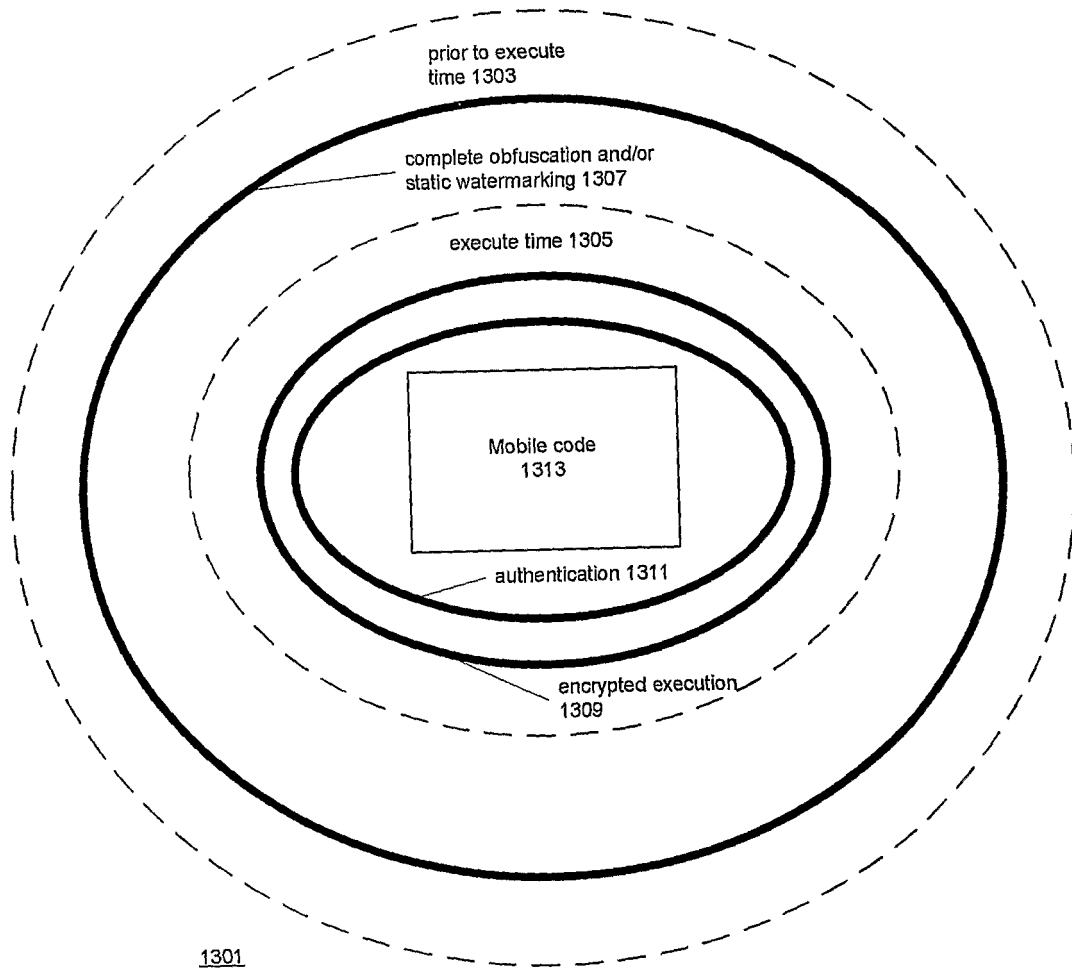 prior to execute
time 1303
complete obfuscation and/or
static watermarking 1307
execute time 1305
Mobile code
1313
authentication 1311
encrypted execution
1309
1301